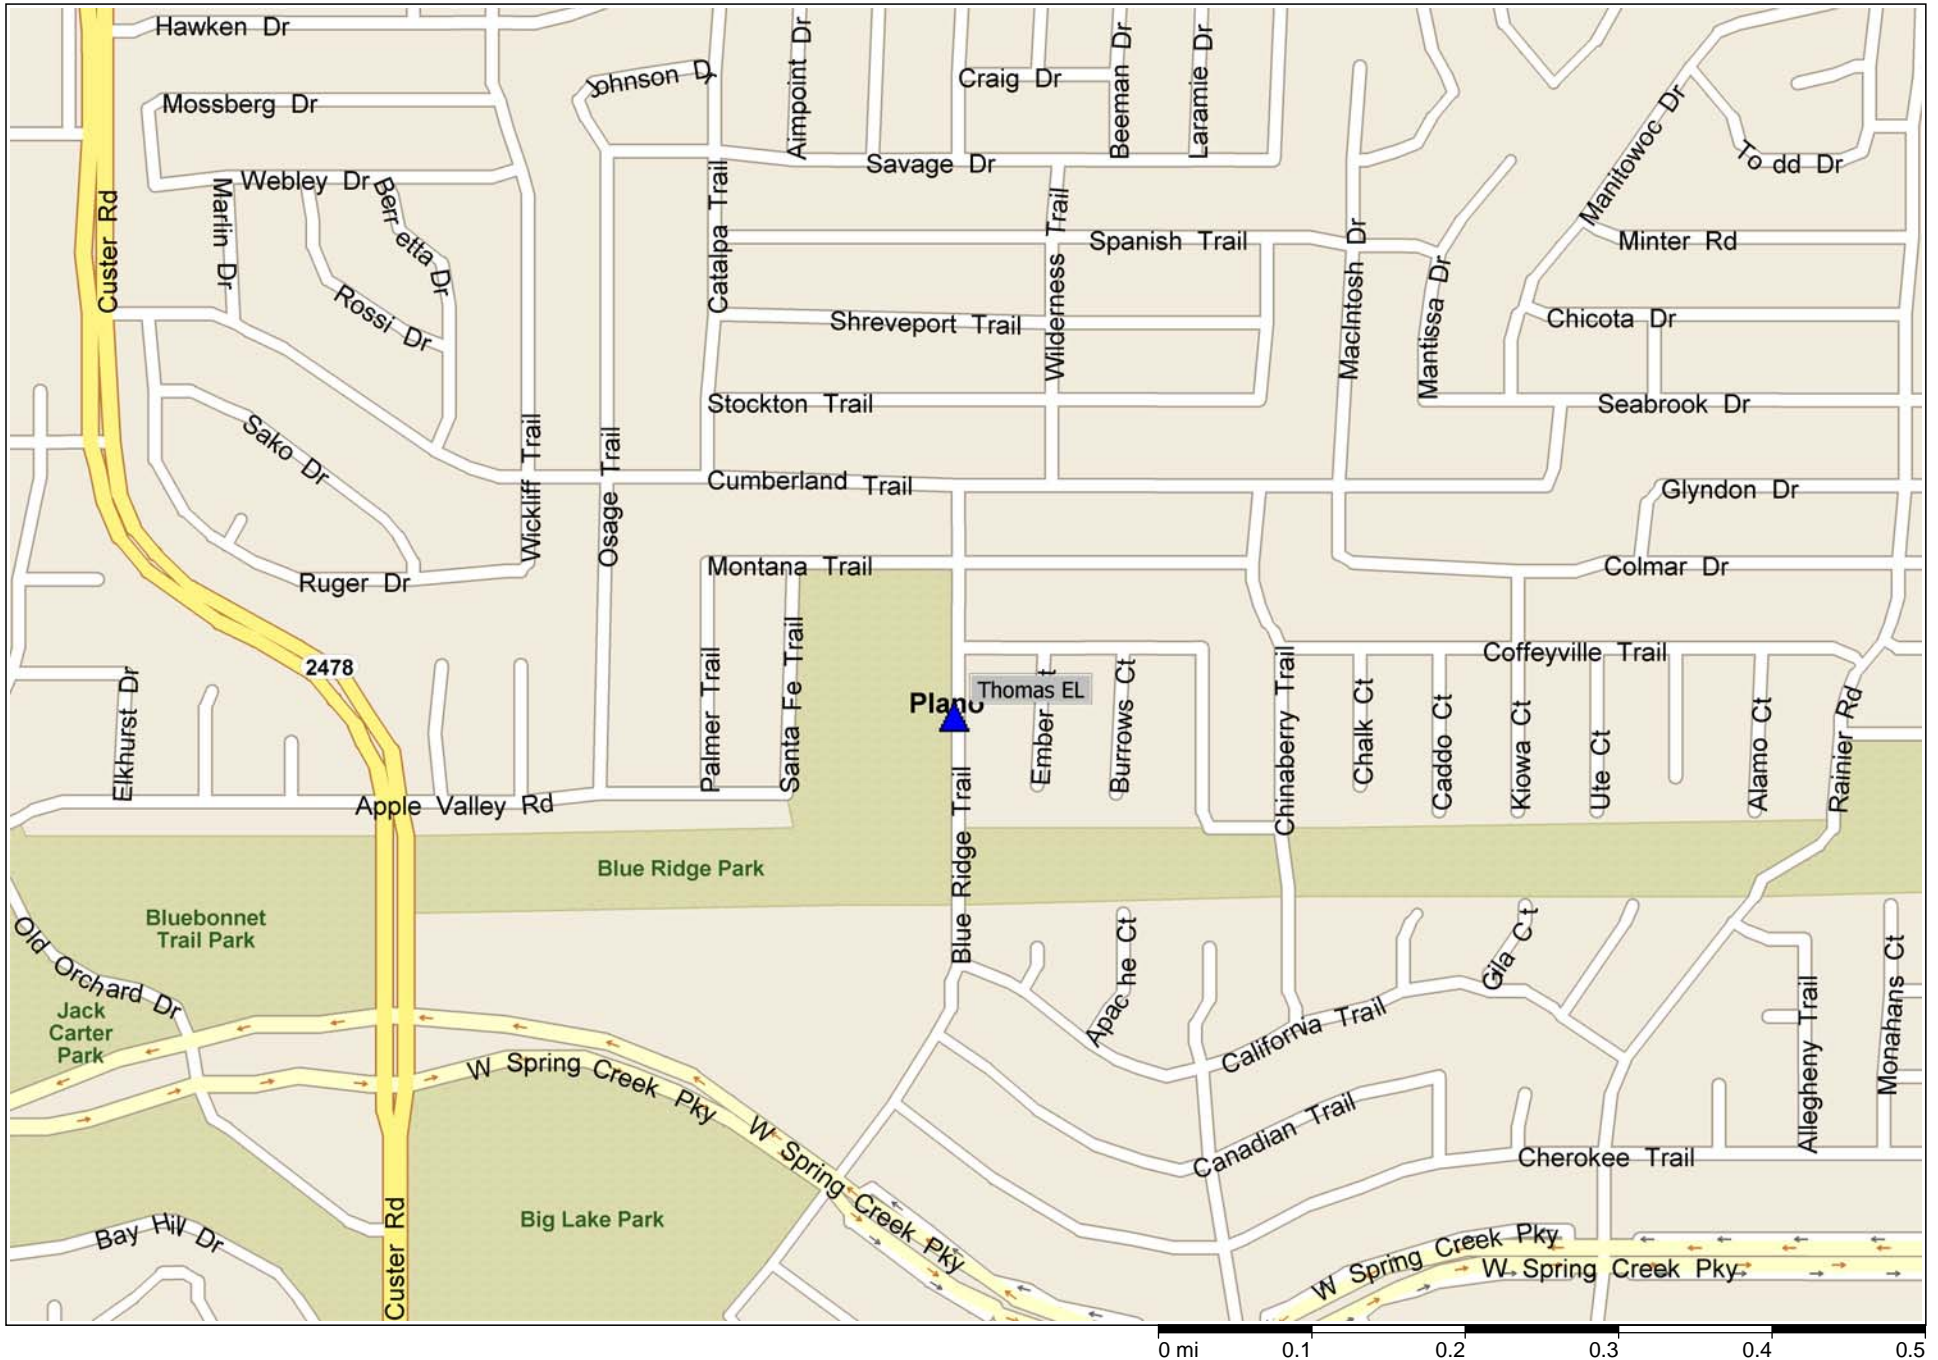 Hawken Dr
Johnson Dr
Aimpoint Dr
Craig Dr
Beeman Dr
Laramie Dr
Mossberg Dr
Manitowoc Dr
Todd Dr
Savage Dr
Webley Dr
Marlin Dr
Berretta Dr
Custer Rd
Catalpa Trail
Wilderness Trail
Spanish Trail
MacIntosh Dr
Mantissa Dr
Minter Rd
Rossi Dr
Shreveport Trail
Chicota Dr
Stockton Trail
Seabrook Dr
Sako Dr
Wickliff Trail
Osage Trail
Cumberland Trail
Glyndon Dr
Ruger Dr
Montana Trail
Colmar Dr
2478
Elkhurst Dr
Palmer Trail
Santa Fe Trail
Plano
Thomas EL
Ember t
Burrows Ct
Chinaberry Trail
Coffeyville Trail
Chalk Ct
Caddo Ct
Kiowa Ct
Ute Ct
Alamo Ct
Rainier Rd
Apple Valley Rd
Blue Ridge Trail
Blue Ridge Park
Bluebonnet
Trail Park
Old Orchard Dr
Jack
Carter
Park
Apache Ct
Gila Ct
California Trail
Allegheny Trail
Monahans Ct
W Spring Creek Pky
W Spring Creek Pky
Canadian Trail
Cherokee Trail
Custer Rd
Big Lake Park
Bay Hill Dr
Creek Pky
W Spring Creek Pky
W Spring Creek Pky
0 mi 0.1 0.2 0.3 0.4 0.5